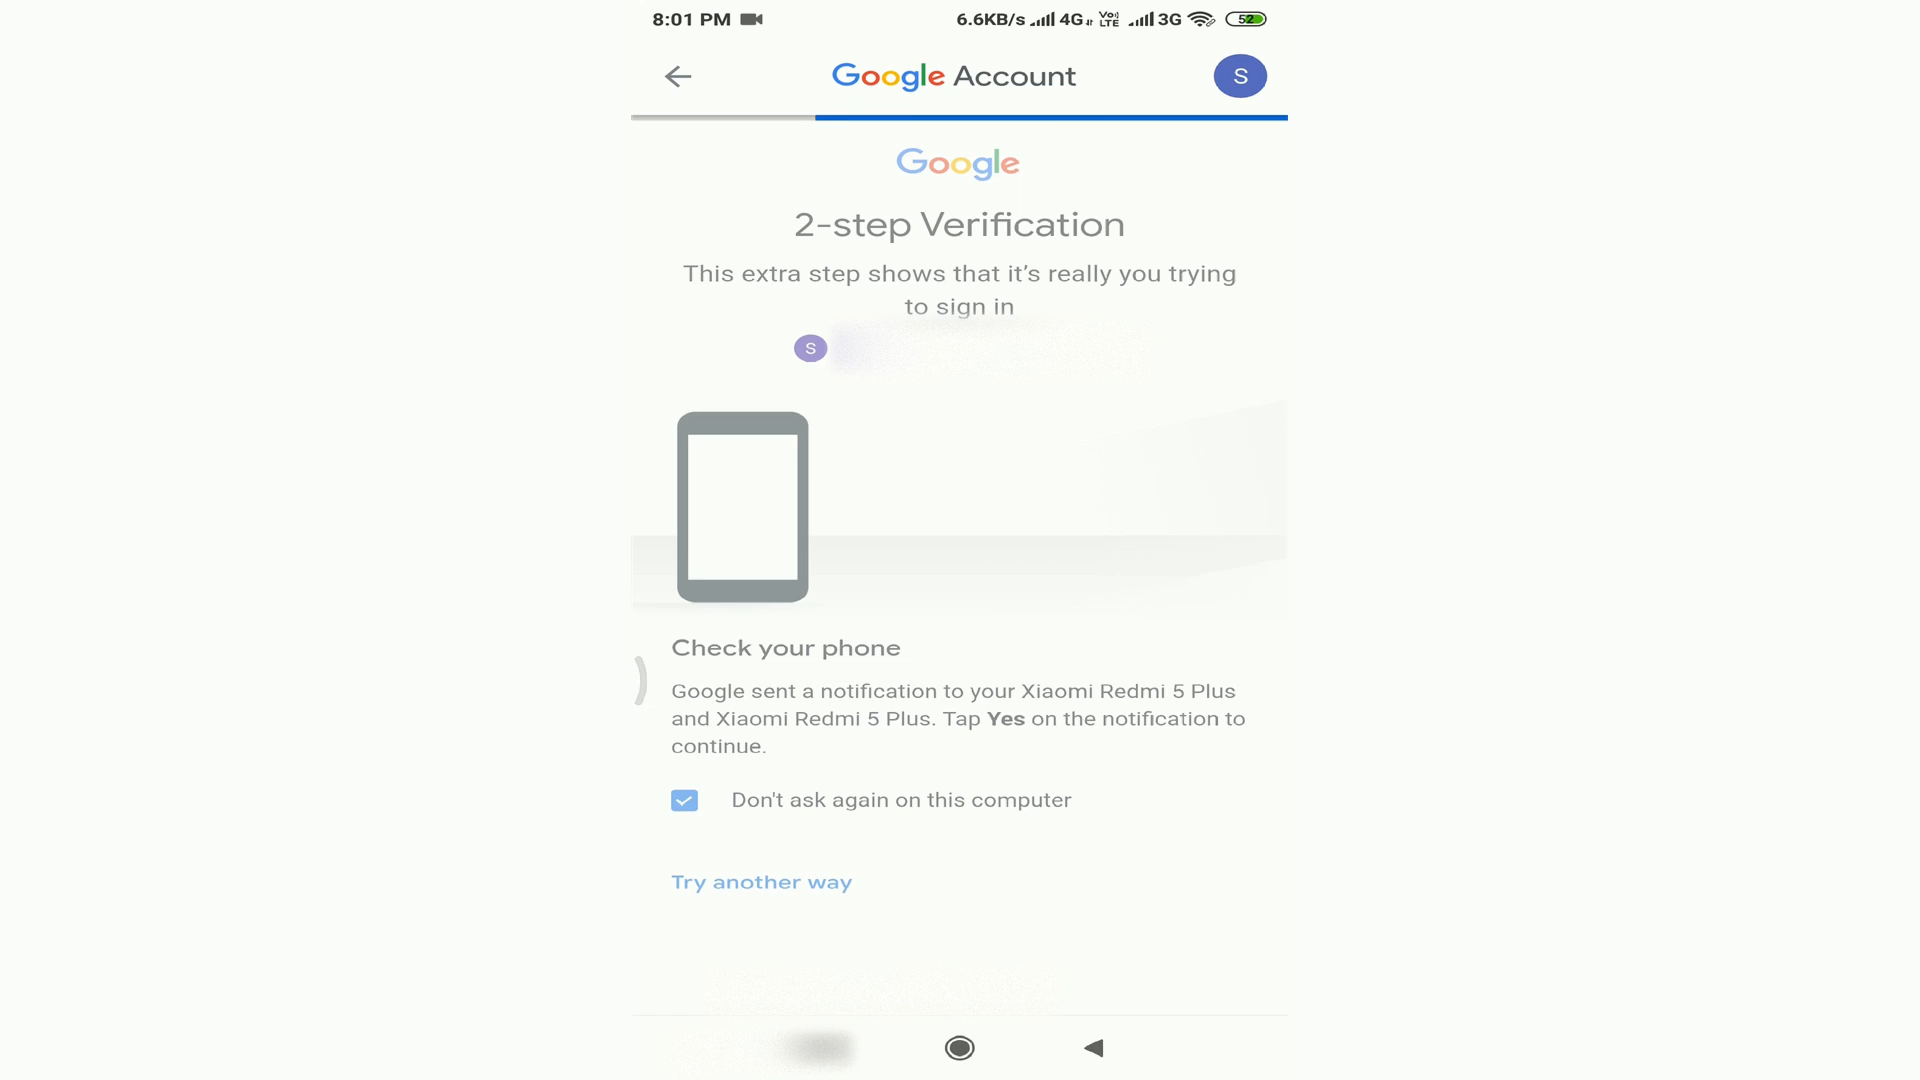 8:01 PM 6.6KB/s 4G Vo) LTE 3G 52
Google Account S
Google
2-step Verification
This extra step shows that it's really you trying
to sign in
S
Check your phone
Google sent a notification to your Xiaomi Redmi 5 Plus
and Xiaomi Redmi 5 Plus. Tap Yes on the notification to
continue.
Don't ask again on this computer
Try another way